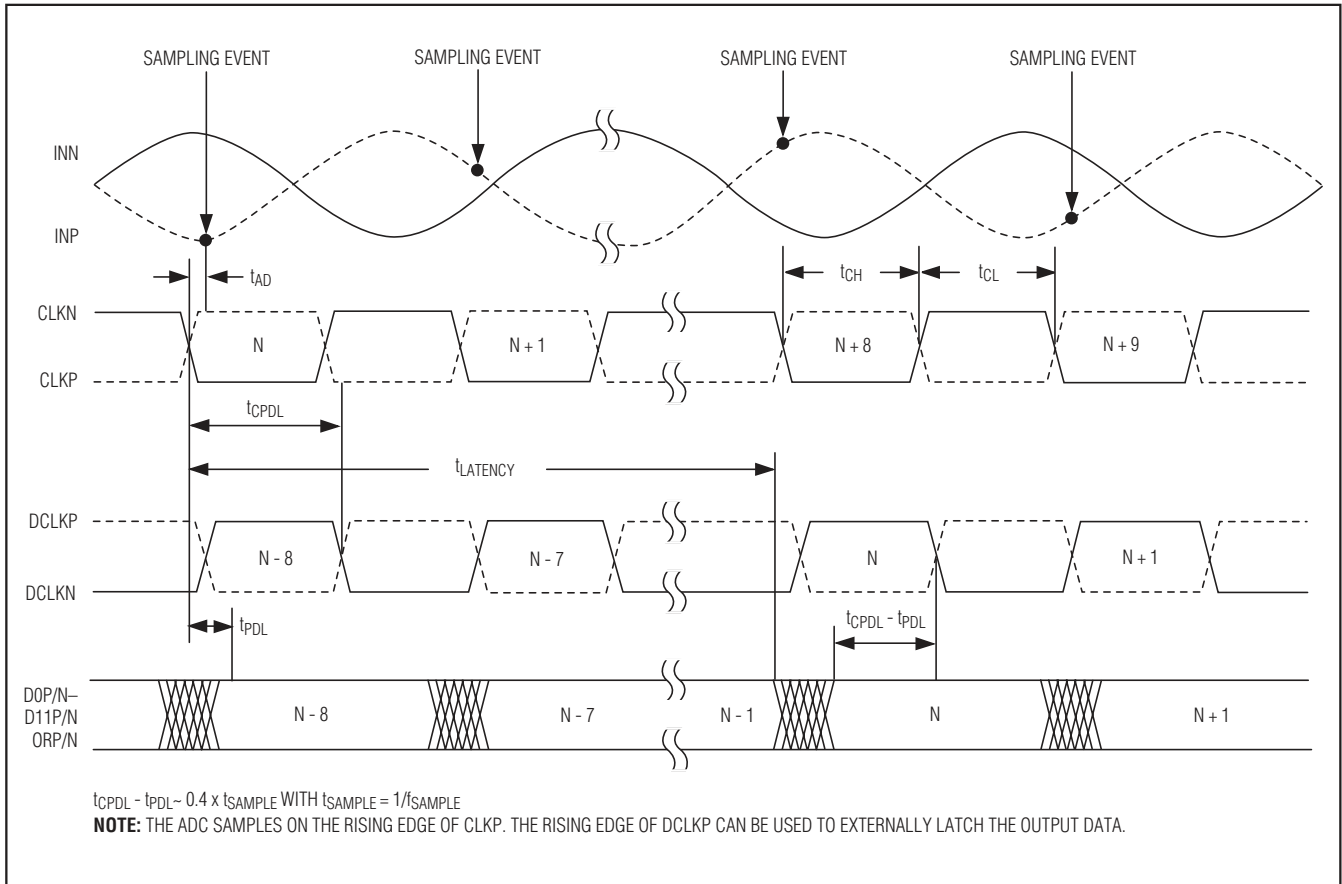 SAMPLING EVENT SAMPLING EVENT SAMPLING EVENT SAMPLING EVENT
INN
INP
tAD tCH tCL
CLKN
N N + 1 N + 8 N + 9
CLKP
tCPDL
tLATENCY
DCLKP
N - 8 N - 7 N N + 1
DCLKN
tPDL tCPDL - tPDL
D0P/N–
D11P/N
ORP/N
N - 8 N - 7 N - 1 N N + 1
tCPDL - tPDL~ 0.4 x tSAMPLE WITH tSAMPLE = 1/fSAMPLE
NOTE: THE ADC SAMPLES ON THE RISING EDGE OF CLKP. THE RISING EDGE OF DCLKP CAN BE USED TO EXTERNALLY LATCH THE OUTPUT DATA.